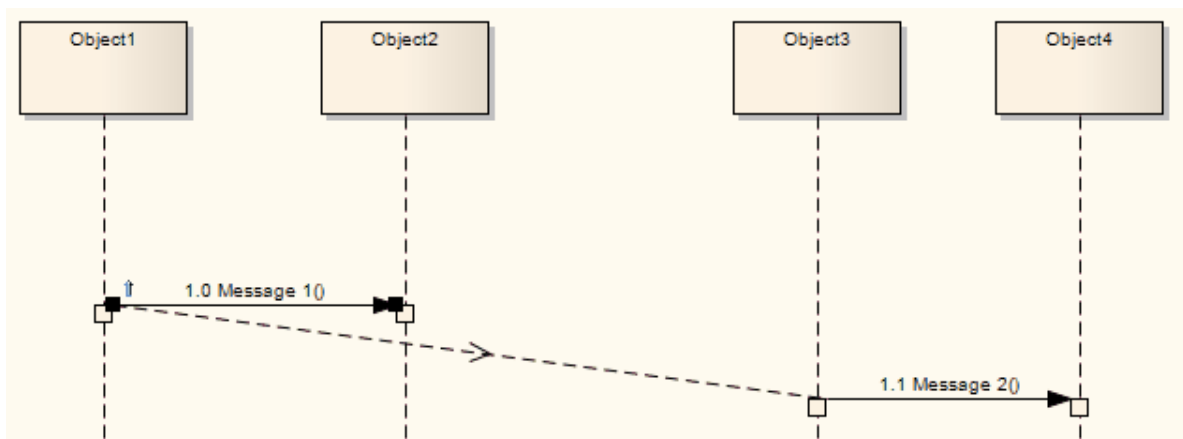 Object1
Object2
Object3
Object4
1.0 Message 1()
1.1 Message 2()